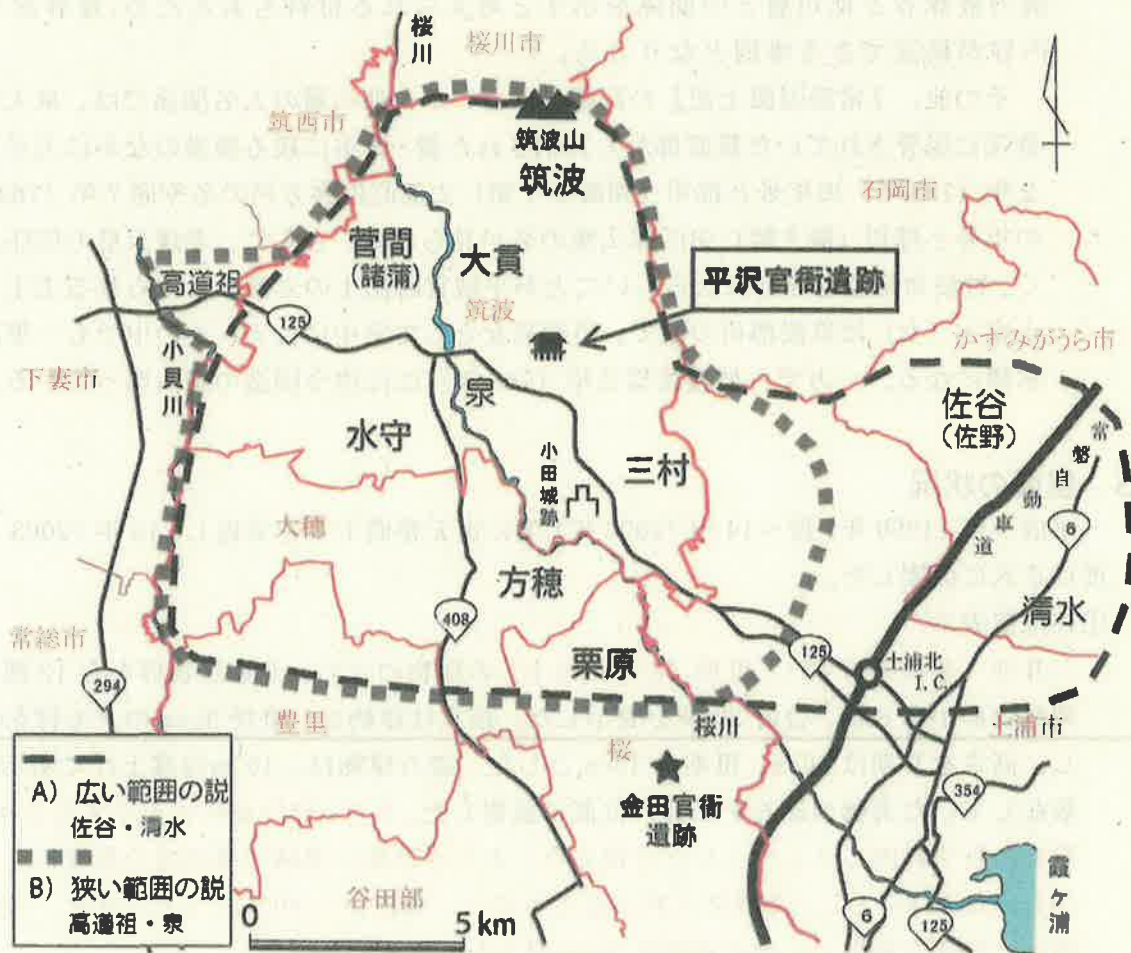 桜川
桜川市
筑西市
筑波山
筑波
石岡市
菅間
(諸蒲)
大貫
平沢官衙遺跡
高道祖
125
筑波
小貝川
下妻市
かすみがうら市
泉
佐谷
(佐野)
常磐自動車道
水守
小田城跡
三村
6
大穂
方穂
408
清水
常総市
栗原
125
土浦北
I.C.
294
豊里
桜川
土浦市
桜
354
金田官衙
遺跡
A) 広い範囲の説
佐谷・清水
B) 狭い範囲の説
高道祖・泉
谷田部
霞ヶ浦
0
5 km
6
125